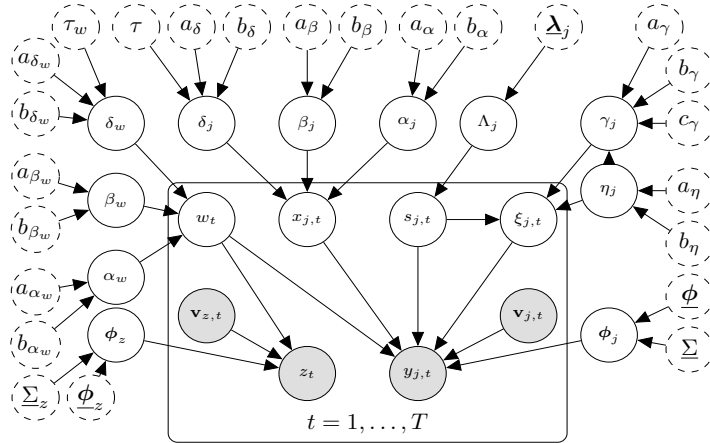 τ_w τ a_δ b_δ a_β b_β a_α b_α λ_j a_γ
a_{δ_w} b_γ
b_{δ_w} δ_w δ_j β_j α_j Λ_j γ_j c_γ
a_{β_w} β_w η_j a_η
b_{β_w} w_t x_{j,t} s_{j,t} ξ_{j,t} b_η
a_{α_w} α_w
v_{z,t} v_{j,t} ϕ
b_{α_w} ϕ_z ϕ_j Σ
Σ_z ϕ_z z_t y_{j,t}
t = 1, . . . , T